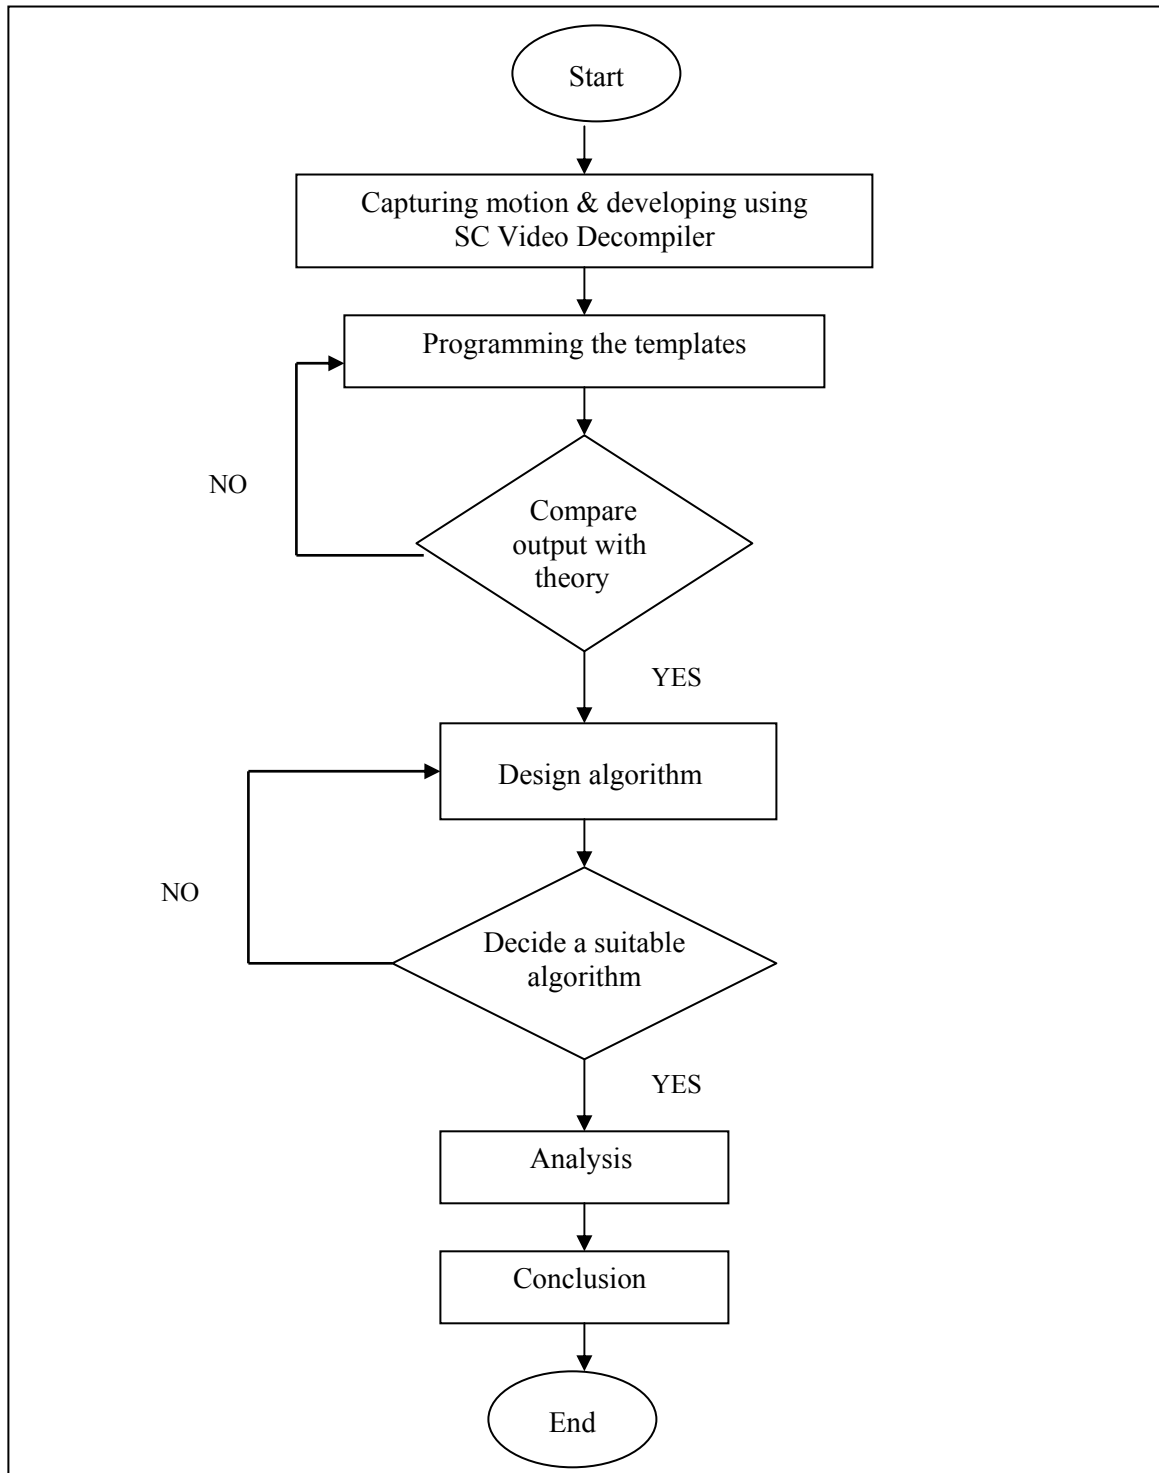 Start
Capturing motion & developing using
SC Video Decompiler
Programming the templates
NO
Compare
output with
theory
YES
Design algorithm
NO
Decide a suitable
algorithm
YES
Analysis
Conclusion
End